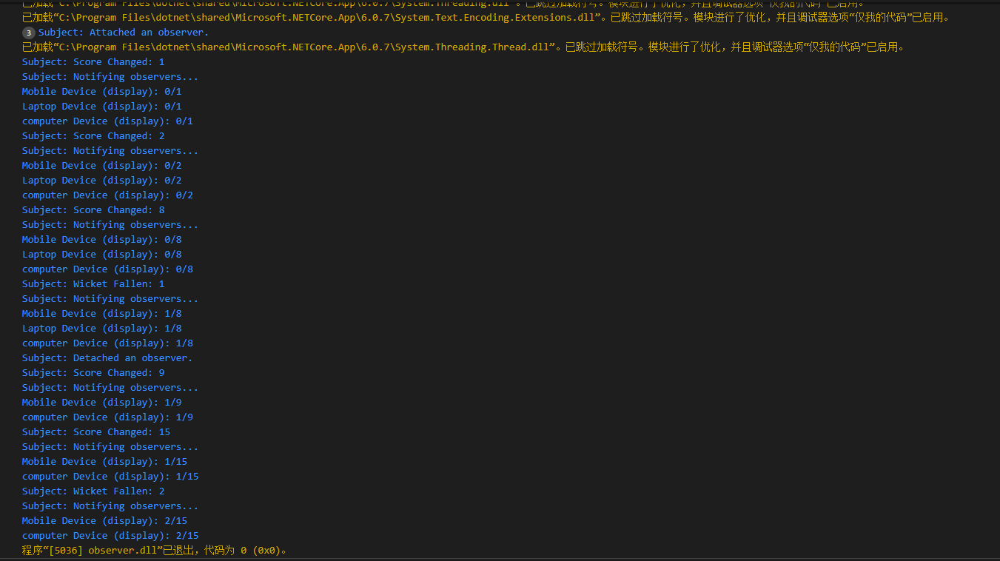 已加载“C:\Program Files\dotnet\shared\Microsoft.NETCore.App\6.0.7\System.Threading.dll”。已跳过加载符号。模块进行了优化，并且调试器选项“仅我的代码”已启用。
已加载“C:\Program Files\dotnet\shared\Microsoft.NETCore.App\6.0.7\System.Text.Encoding.Extensions.dll”。已跳过加载符号。模块进行了优化，并且调试器选项“仅我的代码”已启用。
3 Subject: Attached an observer.
已加载“C:\Program Files\dotnet\shared\Microsoft.NETCore.App\6.0.7\System.Threading.Thread.dll”。已跳过加载符号。模块进行了优化，并且调试器选项“仅我的代码”已启用。
Subject: Score Changed: 1
Subject: Notifying observers...
Mobile Device (display): 0/1
Laptop Device (display): 0/1
computer Device (display): 0/1
Subject: Score Changed: 2
Subject: Notifying observers...
Mobile Device (display): 0/2
Laptop Device (display): 0/2
computer Device (display): 0/2
Subject: Score Changed: 8
Subject: Notifying observers...
Mobile Device (display): 0/8
Laptop Device (display): 0/8
computer Device (display): 0/8
Subject: Wicket Fallen: 1
Subject: Notifying observers...
Mobile Device (display): 1/8
Laptop Device (display): 1/8
computer Device (display): 1/8
Subject: Detached an observer.
Subject: Score Changed: 9
Subject: Notifying observers...
Mobile Device (display): 1/9
computer Device (display): 1/9
Subject: Score Changed: 15
Subject: Notifying observers...
Mobile Device (display): 1/15
computer Device (display): 1/15
Subject: Wicket Fallen: 2
Subject: Notifying observers...
Mobile Device (display): 2/15
computer Device (display): 2/15
程序“[5036] observer.dll”已退出，代码为 0 (0x0)。